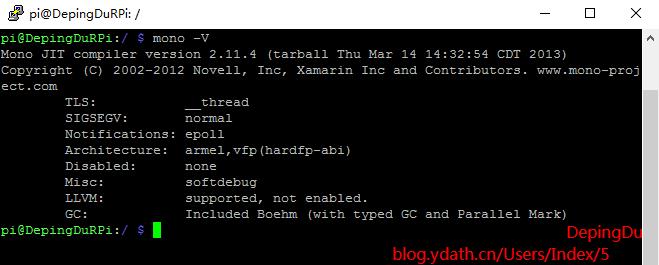 pi@DepingDuRPi: /
pi@DepingDuRPi:/ $ mono -V
Mono JIT compiler version 2.11.4 (tarball Thu Mar 14 14:32:54 CDT 2013)
Copyright (C) 2002-2012 Novell, Inc, Xamarin Inc and Contributors. www.mono-proj
ect.com
TLS: __thread
SIGSEGV: normal
Notifications: epoll
Architecture: armel,vfp(hardfp-abi)
Disabled: none
Misc: softdebug
LLVM: supported, not enabled.
GC: Included Boehm (with typed GC and Parallel Mark)
pi@DepingDuRPi:/ $
DepingDu
blog.ydath.cn/Users/Index/5